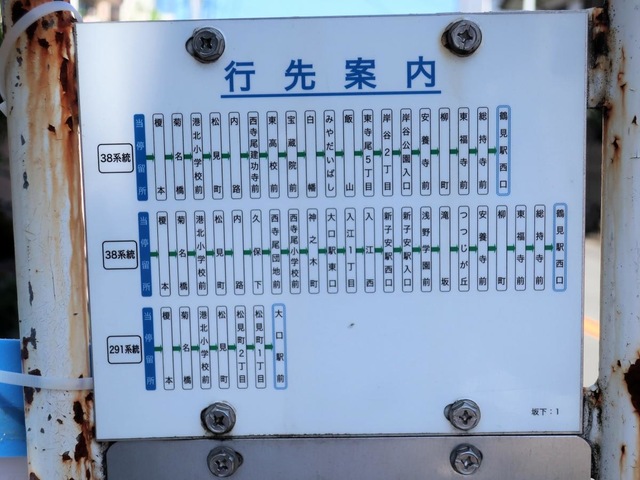 行先案内
38系統
当停留所
榎本
菊名橋
港北小学校前
松見町
内路
西寺尾建功寺前
東高校前
宝蔵院前
白幡
みやだいばし
飯山
東寺尾5丁目
岸谷2丁目
岸谷公園入口
安養寺前
柳町
東福寺前
総持寺前
鶴見駅西口
38系統
当停留所
榎本
菊名橋
港北小学校前
松見町
内路
久保下
西寺尾団地前
西寺尾小学校前
神之木町
大口駅東口
入江1丁目
入江西
新子安駅西口
新子安駅入口
浅野学園前
滝坂
つつじが丘
安養寺前
柳町
東福寺前
総持寺前
鶴見駅西口
291系統
当停留所
榎本
菊名橋
港北小学校前
松見町
松見町2丁目
松見町1丁目
大口駅前
坂下：1